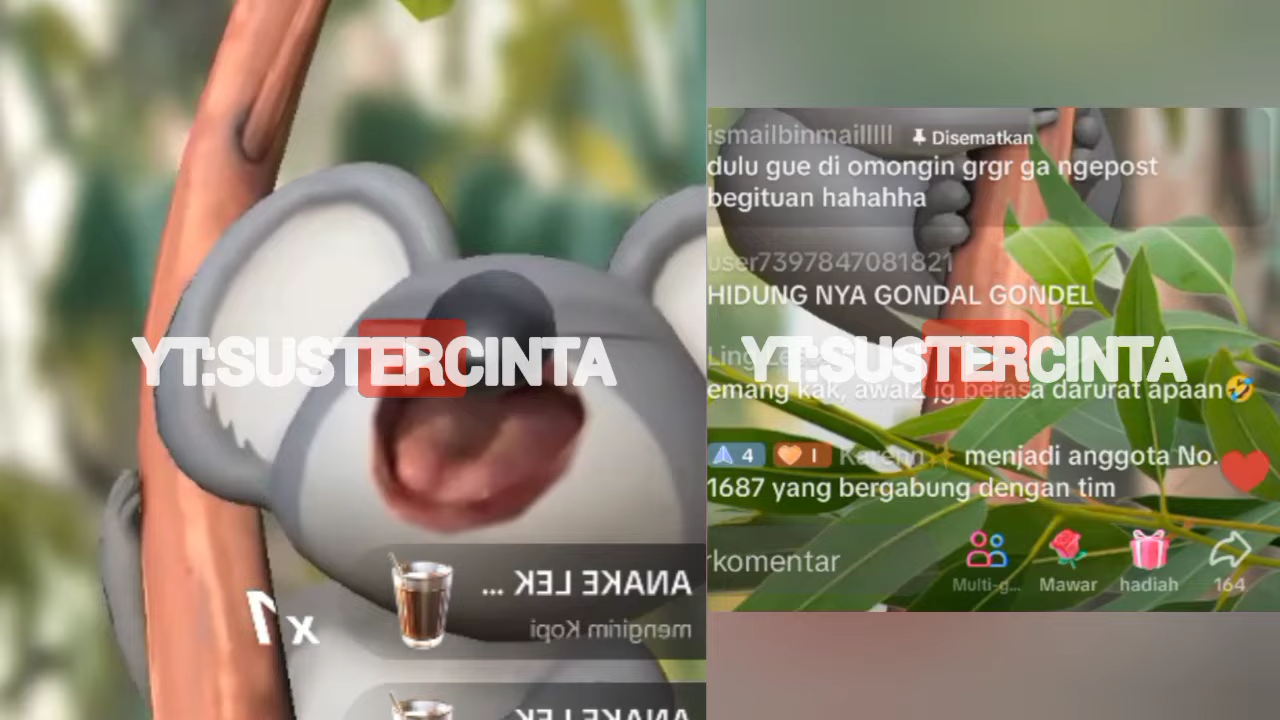 YT:SUSTERCINTA
ANAKE LEK ...
mengirim Kopi
x1
ANAKE LEK
ismailbinmailllll Disematkan
dulu gue di omongin grgr ga ngepost
begituan hahahha
user7397847081821
HIDUNG NYA GONDAL GONDEL
YT:SUSTERCINTA
emang kak, awal2 jg berasa darurat apaan🤣
4 1 Karenn menjadi anggota No.
1687 yang bergabung dengan tim
rkomentar
Multi-g... Mawar hadiah 164